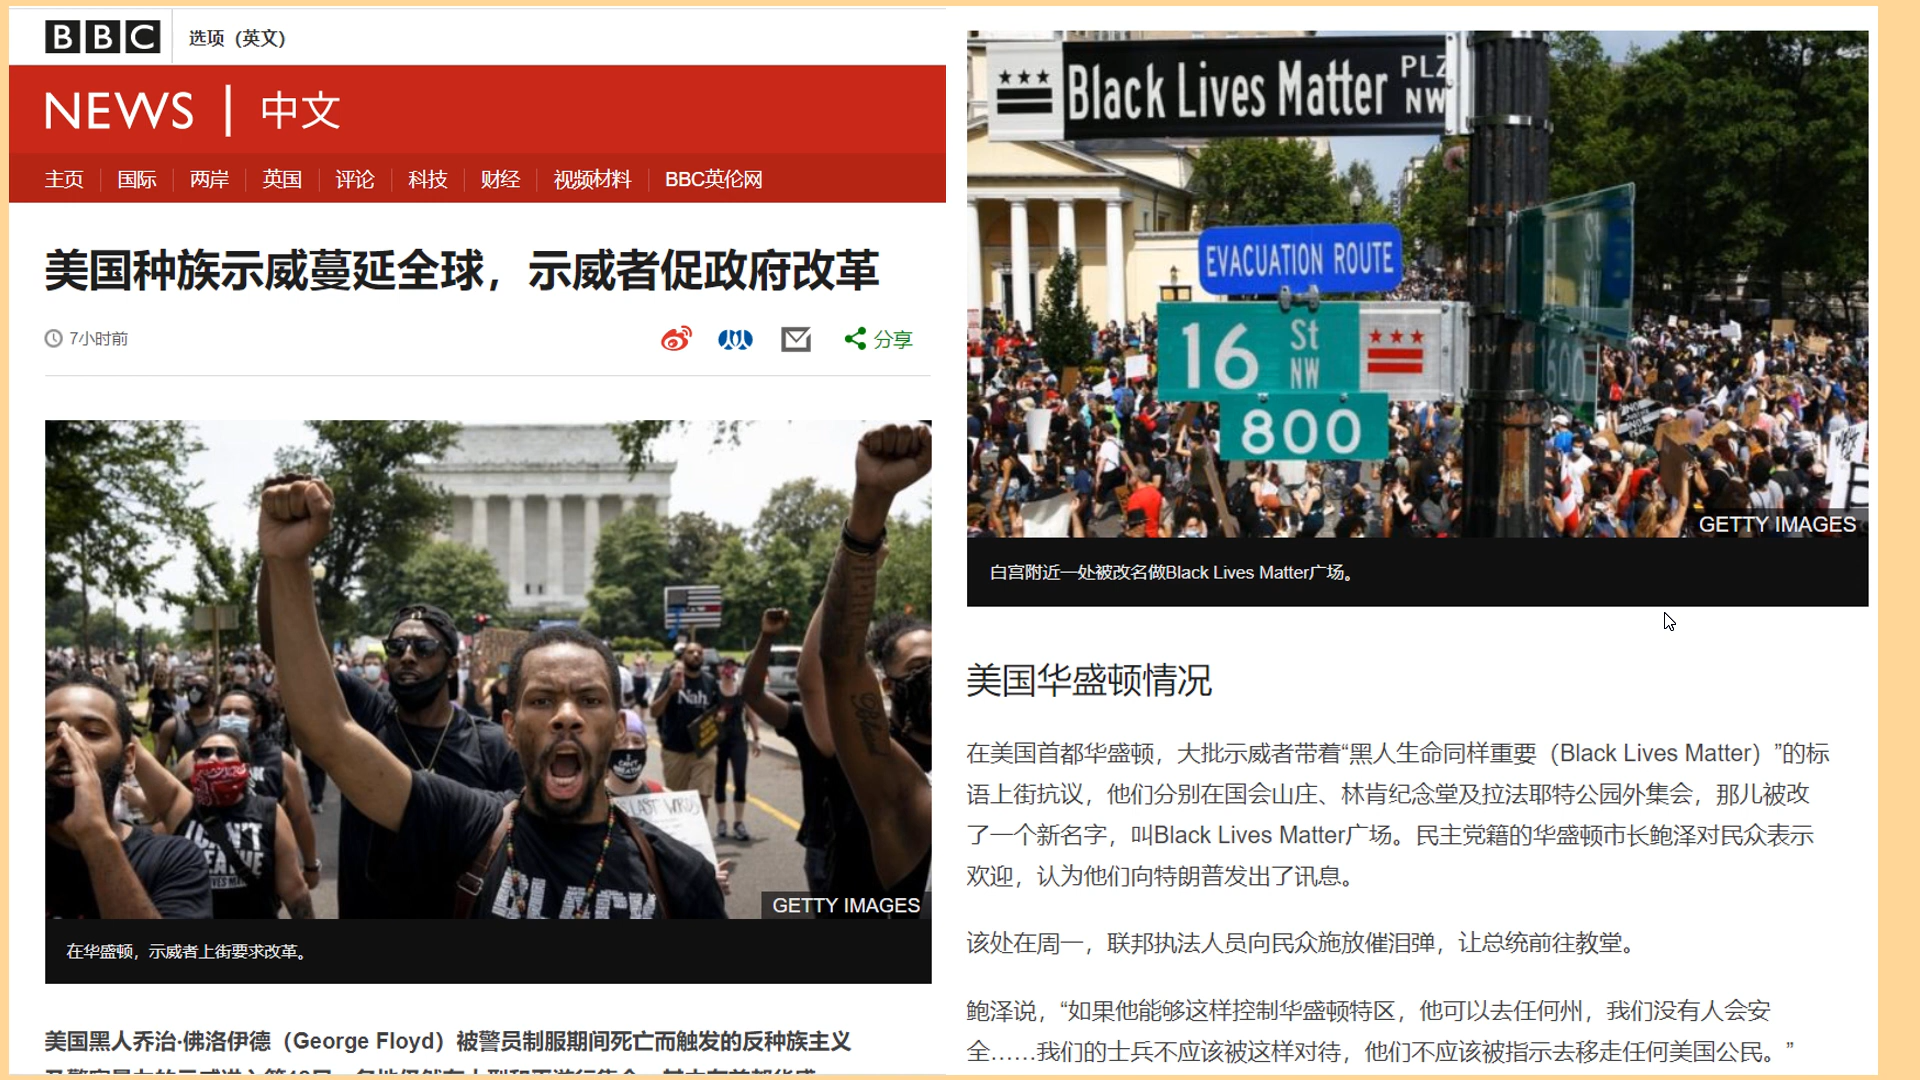 BBC
选项（英文）
NEWS | 中文
主页
国际
两岸
英国
评论
科技
财经
视频材料
BBC英伦网
美国种族示威蔓延全球，示威者促政府改革
7小时前
分享
Nah.
BLACK
GETTY IMAGES
在华盛顿，示威者上街要求改革。
美国黑人乔治·佛洛伊德（George Floyd）被警员制服期间死亡而触发的反种族主义
Black Lives Matter PLZ NW
EVACUATION ROUTE
16 St NW
800
GETTY IMAGES
白宫附近一处被改名做Black Lives Matter广场。
美国华盛顿情况
在美国首都华盛顿，大批示威者带着“黑人生命同样重要（Black Lives Matter）”的标
语上街抗议，他们分别在国会山庄、林肯纪念堂及拉法耶特公园外集会，那儿被改
了一个新名字，叫Black Lives Matter广场。民主党籍的华盛顿市长鲍泽对民众表示
欢迎，认为他们向特朗普发出了讯息。
该处在周一，联邦执法人员向民众施放催泪弹，让总统前往教堂。
鲍泽说，“如果他能够这样控制华盛顿特区，他可以去任何州，我们没有人会安
全……我们的士兵不应该被这样对待，他们不应该被指示去移走任何美国公民。”